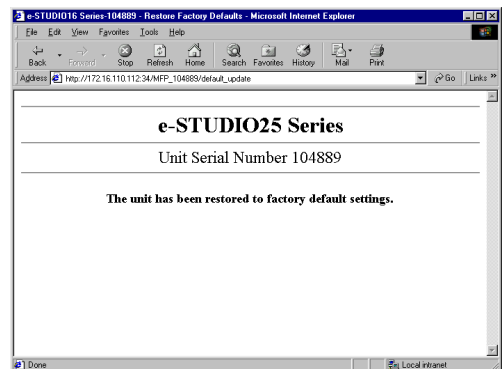 e-STUDIO16 Series-104889 - Restore Factory Defaults - Microsoft Internet Explorer
File Edit View Favorites Tools Help
Back Forward Stop Refresh Home Search Favorites History Mail Print
Address http://172.16.110.112:34/MFP_104889/default_update Go Links »
e-STUDIO25 Series
Unit Serial Number 104889
The unit has been restored to factory default settings.
Done Local intranet